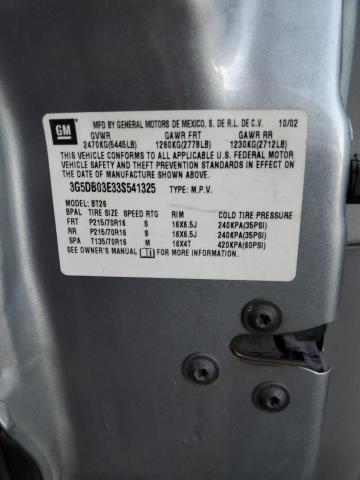 GM
MFD BY GENERAL MOTORS DE MEXICO, S. DE R.L. DE C.V. 10/02
GVWR GAWR FRT GAWR RR
2470KG(5445LB) 1260KG(2778LB) 1230KG(2712LB)
THIS VEHICLE CONFORMS TO ALL APPLICABLE U.S. FEDERAL MOTOR
VEHICLE SAFETY AND THEFT PREVENTION STANDARDS IN EFFECT ON
THE DATE OF MANUFACTURE SHOWN ABOVE.
3G5DB03E33S541325 TYPE: M.P.V.
MODEL: BT26
BPAL TIRE SIZE SPEED RTG RIM COLD TIRE PRESSURE
FRT P215/70R16 S 16X6.5J 240KPA(35PSI)
RR P215/70R16 S 16X6.5J 240KPA(35PSI)
SPA T135/70R16 M 16X4T 420KPA(60PSI)
SEE OWNER'S MANUAL FOR ADDITIONAL INFORMATION.